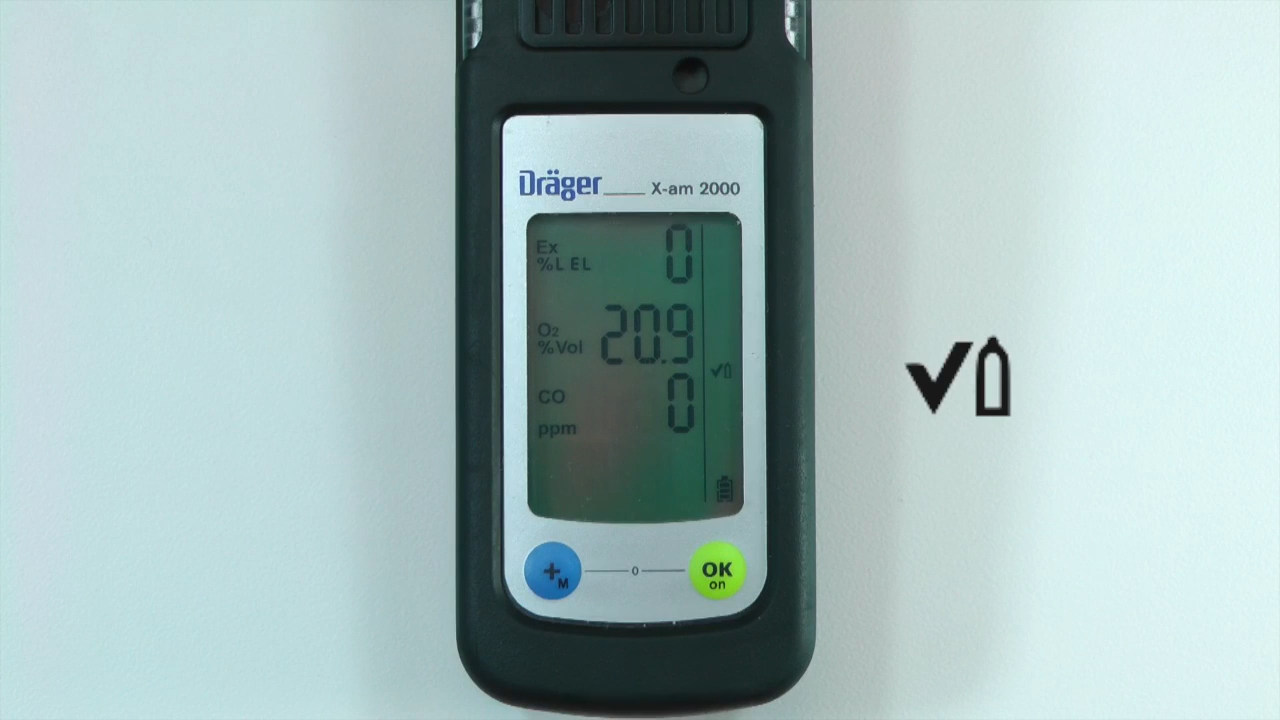 Dräger X-am 2000
Ex 0
%LEL
O₂ 20.9
%Vol
CO 0
ppm
+M 0 OK on